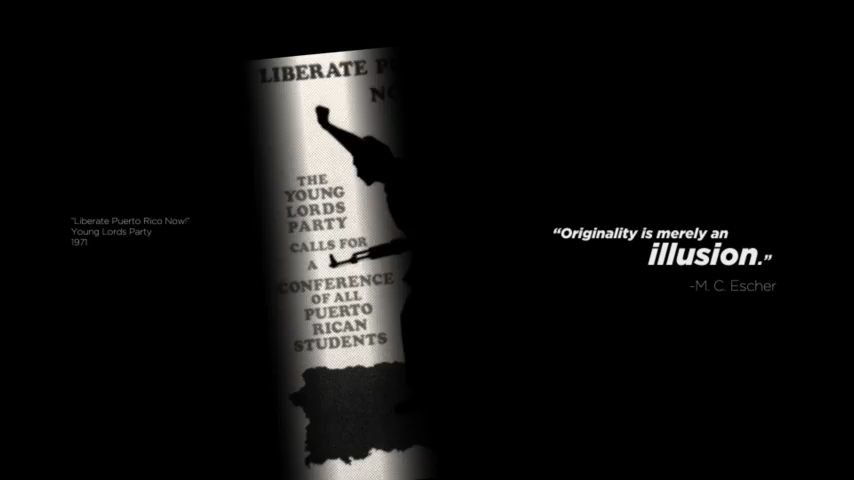 "Liberate Puerto Rico Now!"
Young Lords Party
1971
LIBERATE
THE
YOUNG
LORDS
PARTY
CALLS FOR
A
CONFERENCE
OF ALL
PUERTO
RICAN
STUDENTS
“Originality is merely an
illusion.”
-M. C. Escher